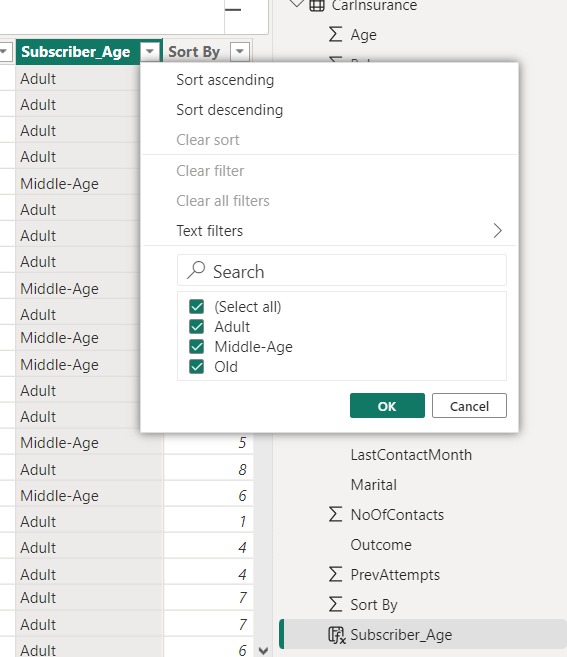 CarInsurance
Age
Subscriber_Age Sort By
Adult
Adult
Adult
Adult
Middle-Age
Adult
Adult
Adult
Middle-Age
Adult
Middle-Age
Middle-Age
Adult
Adult
Middle-Age 5
Adult 8
Middle-Age 6
Adult 1
Adult 4
Adult 4
Adult 7
Adult 7
Adult 6
Sort ascending
Sort descending
Clear sort
Clear filter
Clear all filters
Text filters
Search
(Select all)
Adult
Middle-Age
Old
OK Cancel
LastContactMonth
Marital
NoOfContacts
Outcome
PrevAttempts
Sort By
Subscriber_Age